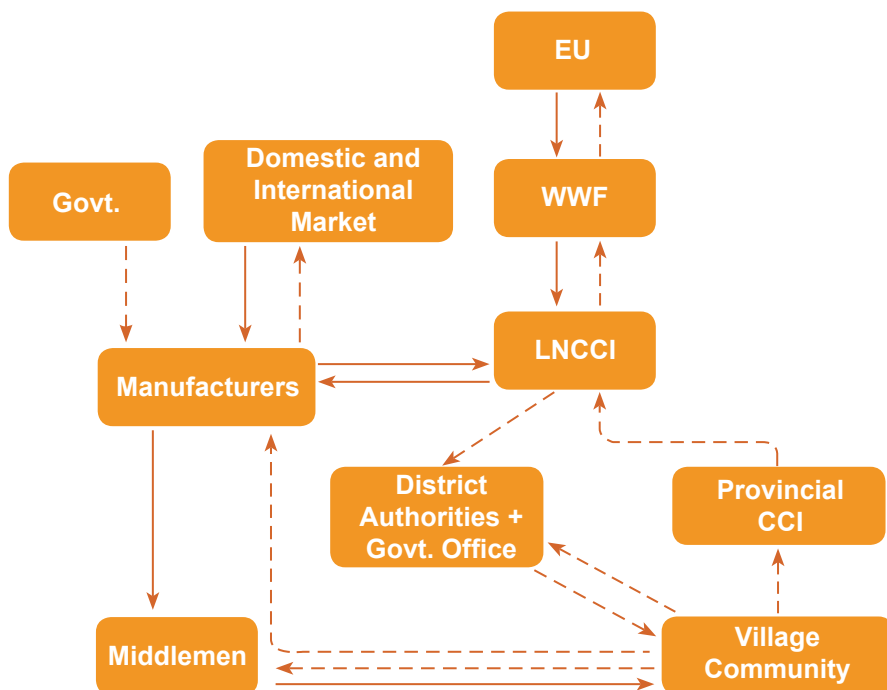 EU
Domestic and
International
Market
Govt.
WWF
LNCCI
Manufacturers
District
Authorities +
Govt. Office
Provincial
CCI
Middlemen
Village
Community